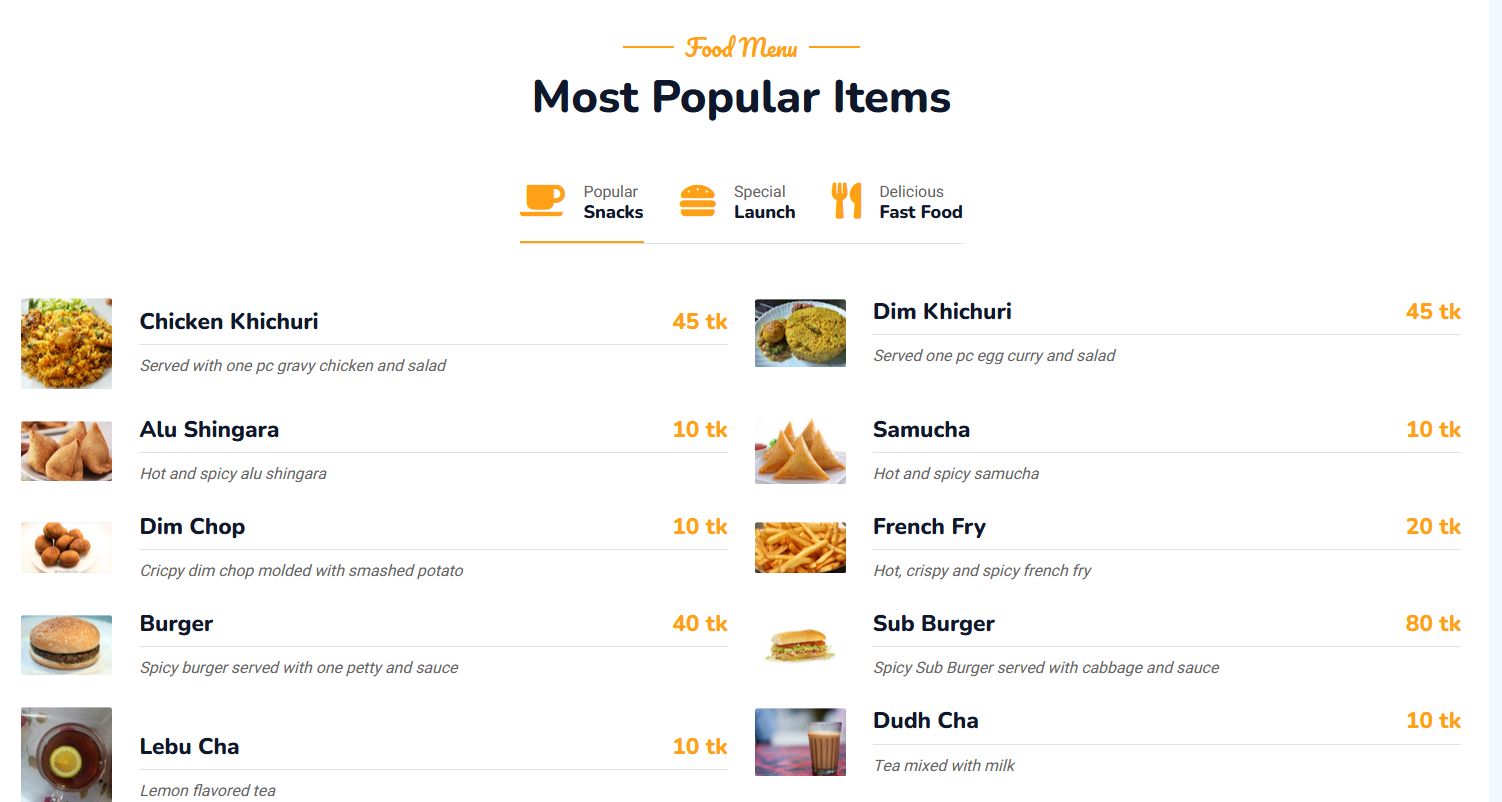 Food Menu
Most Popular Items
Popular
Snacks
Special
Launch
Delicious
Fast Food
Chicken Khichuri 45 tk
Served with one pc gravy chicken and salad
Dim Khichuri 45 tk
Served one pc egg curry and salad
Alu Shingara 10 tk
Hot and spicy alu shingara
Samucha 10 tk
Hot and spicy samucha
Dim Chop 10 tk
Cricpy dim chop molded with smashed potato
French Fry 20 tk
Hot, crispy and spicy french fry
Burger 40 tk
Spicy burger served with one petty and sauce
Sub Burger 80 tk
Spicy Sub Burger served with cabbage and sauce
Lebu Cha 10 tk
Lemon flavored tea
Dudh Cha 10 tk
Tea mixed with milk